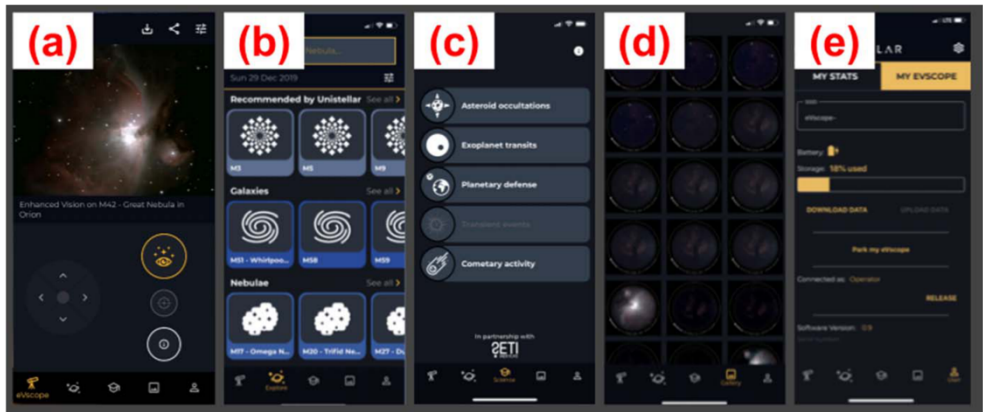 (a)
Enhanced Vision on M42 - Great Nebula in
Orion
eVscope
(b)
Nebula...
Sun 29 Dec 2019
Recommended by Unistellar See all >
M3 M5 M9
Galaxies See all >
M51 - Whirlpoo... M58 M59
Nebulae See all >
M17 - Omega N... M20 - Trifid Ne... M27 - Du
Explore
(c)
Asteroid occultations
Exoplanet transits
Planetary defense
Transient events
Cometary activity
In partnership with
SETI
Science
(d)
Gallery
(e)
LTE
LAR
MY STATS MY EVSCOPE
eVscope-
Battery:
Storage: 18% used
DOWNLOAD DATA UPLOAD DATA
Park my eVscope
Connected as: Operator
RELEASE
Software Version: 0.9
User